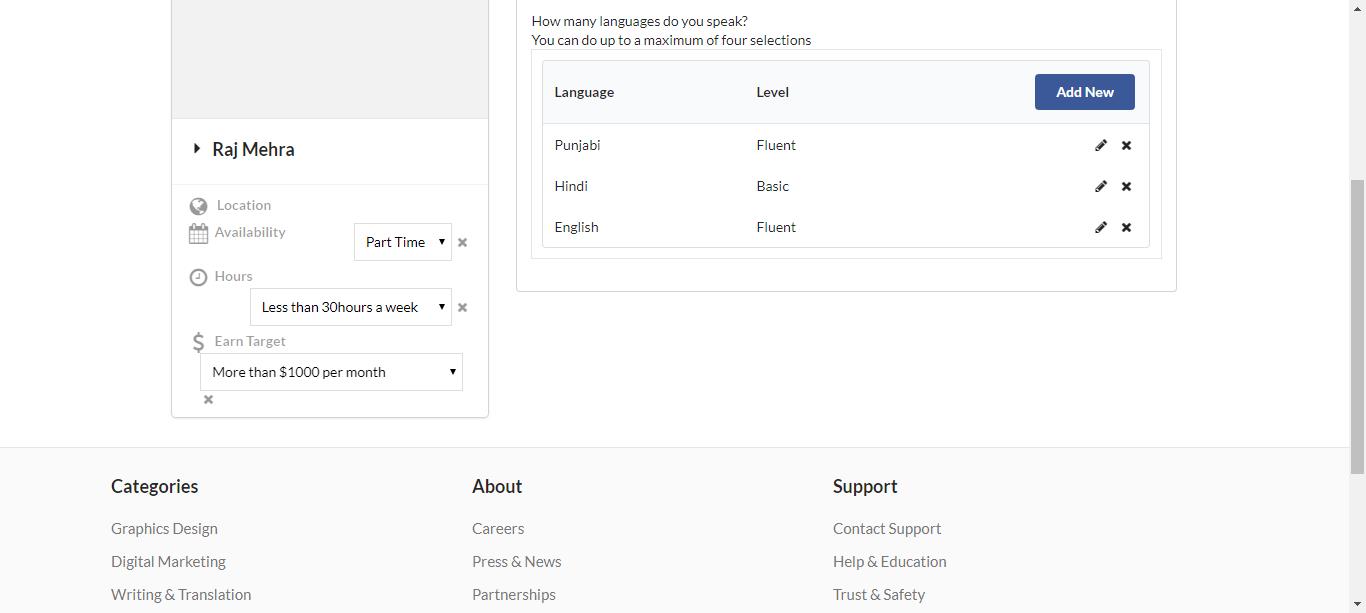 How many languages do you speak?
You can do up to a maximum of four selections
Language Level Add New
Punjabi Fluent
Hindi Basic
English Fluent
Raj Mehra
Location
Availability
Part Time
Hours
Less than 30hours a week
Earn Target
More than $1000 per month
Categories
Graphics Design
Digital Marketing
Writing & Translation
About
Careers
Press & News
Partnerships
Support
Contact Support
Help & Education
Trust & Safety